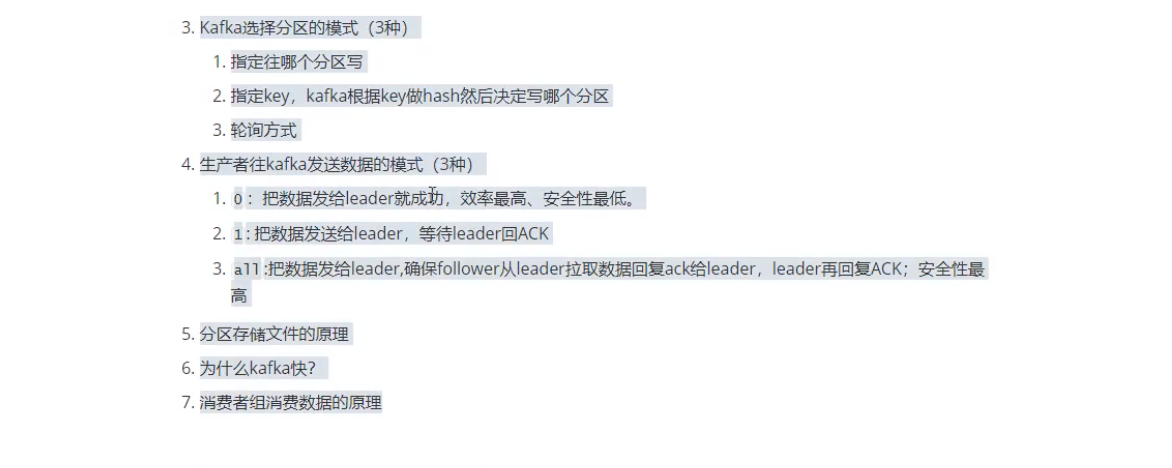 3. Kafka选择分区的模式（3种）
1. 指定往哪个分区写
2. 指定key，kafka根据key做hash然后决定写哪个分区
3. 轮询方式
4. 生产者往kafka发送数据的模式（3种）
1. 0：把数据发给leader就成功，效率最高、安全性最低。
2. 1:把数据发送给leader，等待leader回ACK
3. all:把数据发给leader,确保follower从leader拉取数据回复ack给leader，leader再回复ACK；安全性最
高
5. 分区存储文件的原理
6. 为什么kafka快？
7. 消费者组消费数据的原理